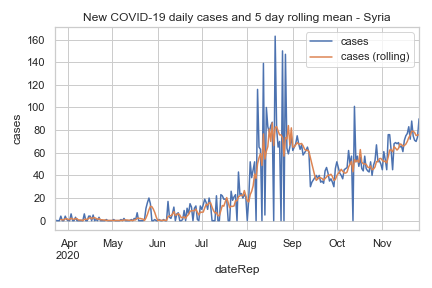 New COVID-19 daily cases and 5 day rolling mean - Syria
cases
cases (rolling)
160
140
120
100
80
60
40
20
0
cases
Apr May Jun Jul Aug Sep Oct Nov
2020
dateRep